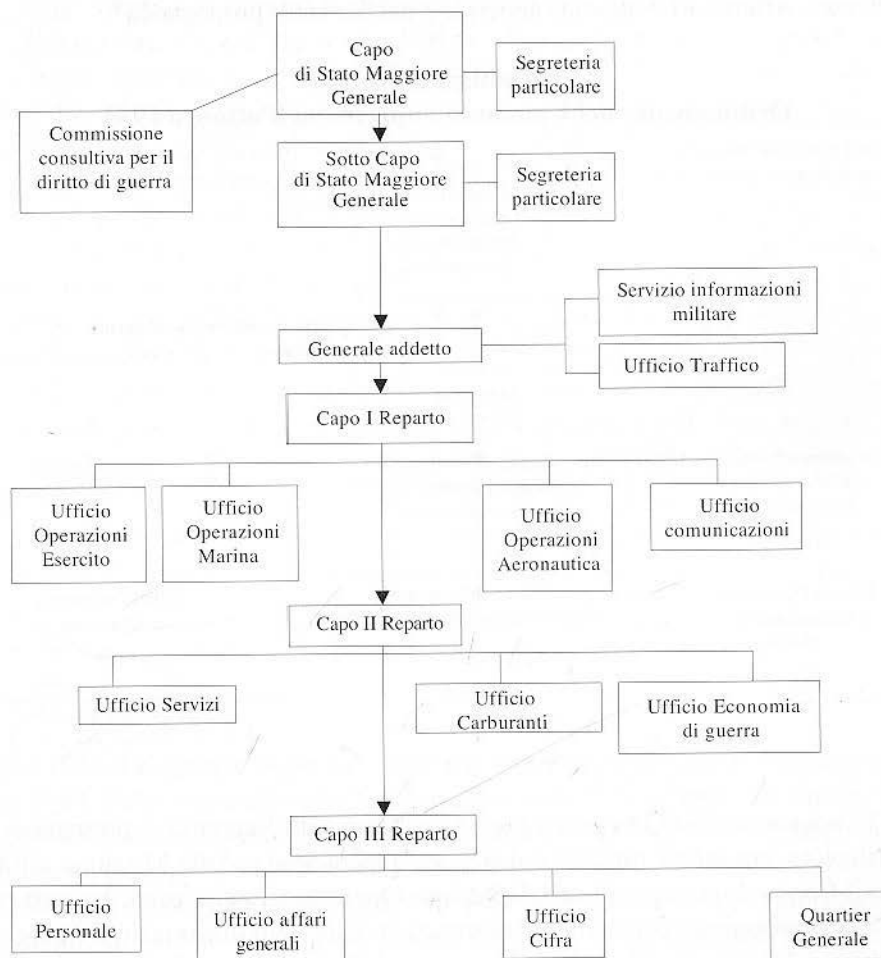 Capo
di Stato Maggiore
Generale
Segreteria
particolare
Commissione
consultiva per il
diritto di guerra
Sotto Capo
di Stato Maggiore
Generale
Segreteria
particolare
Servizio informazioni
militare
Generale addetto
Ufficio Traffico
Capo I Reparto
Ufficio
Operazioni
Esercito
Ufficio
Operazioni
Marina
Ufficio
Operazioni
Aeronautica
Ufficio
comunicazioni
Capo II Reparto
Ufficio Servizi
Ufficio
Carburanti
Ufficio Economia
di guerra
Capo III Reparto
Ufficio
Personale
Ufficio affari
generali
Ufficio
Cifra
Quartier
Generale